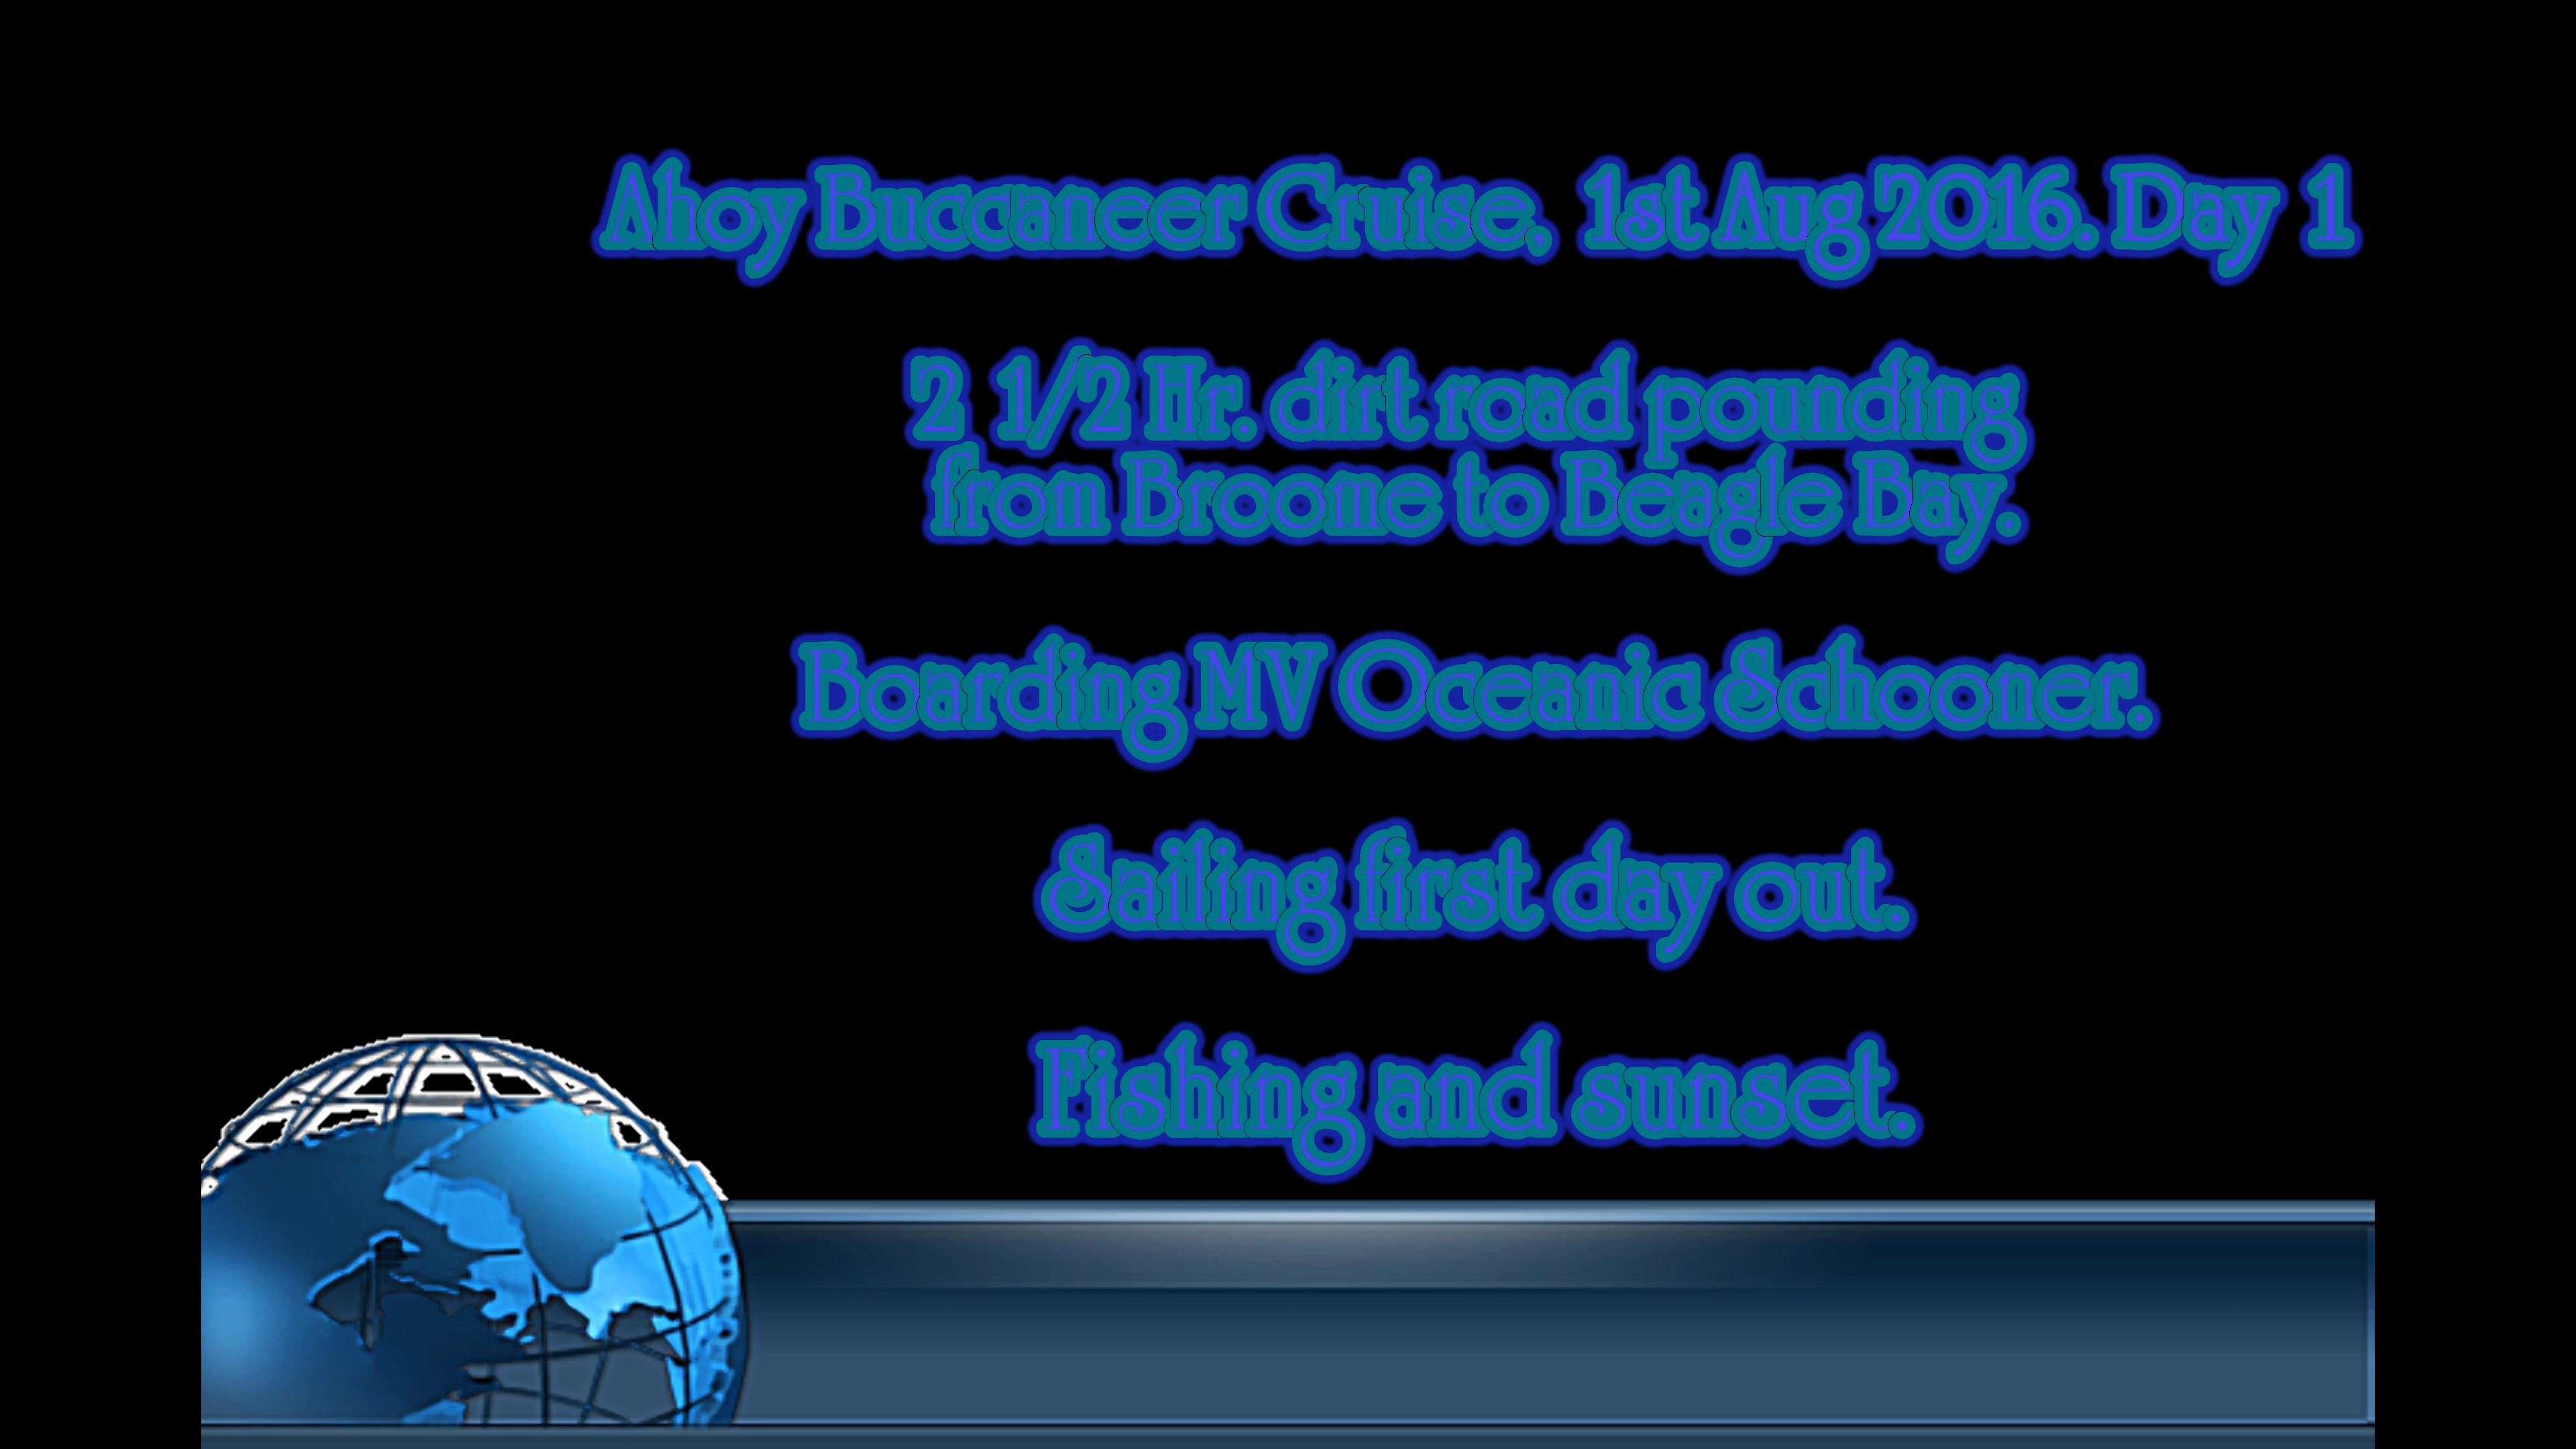 Ahoy Buccaneer Cruise. 1st Aug 2016. Day 1
2 1/2 Hr. dirt road pounding
from Broome to Beagle Bay.
Boarding MV Oceanic Schooner.
Sailing first day out.
Fishing and sunset.